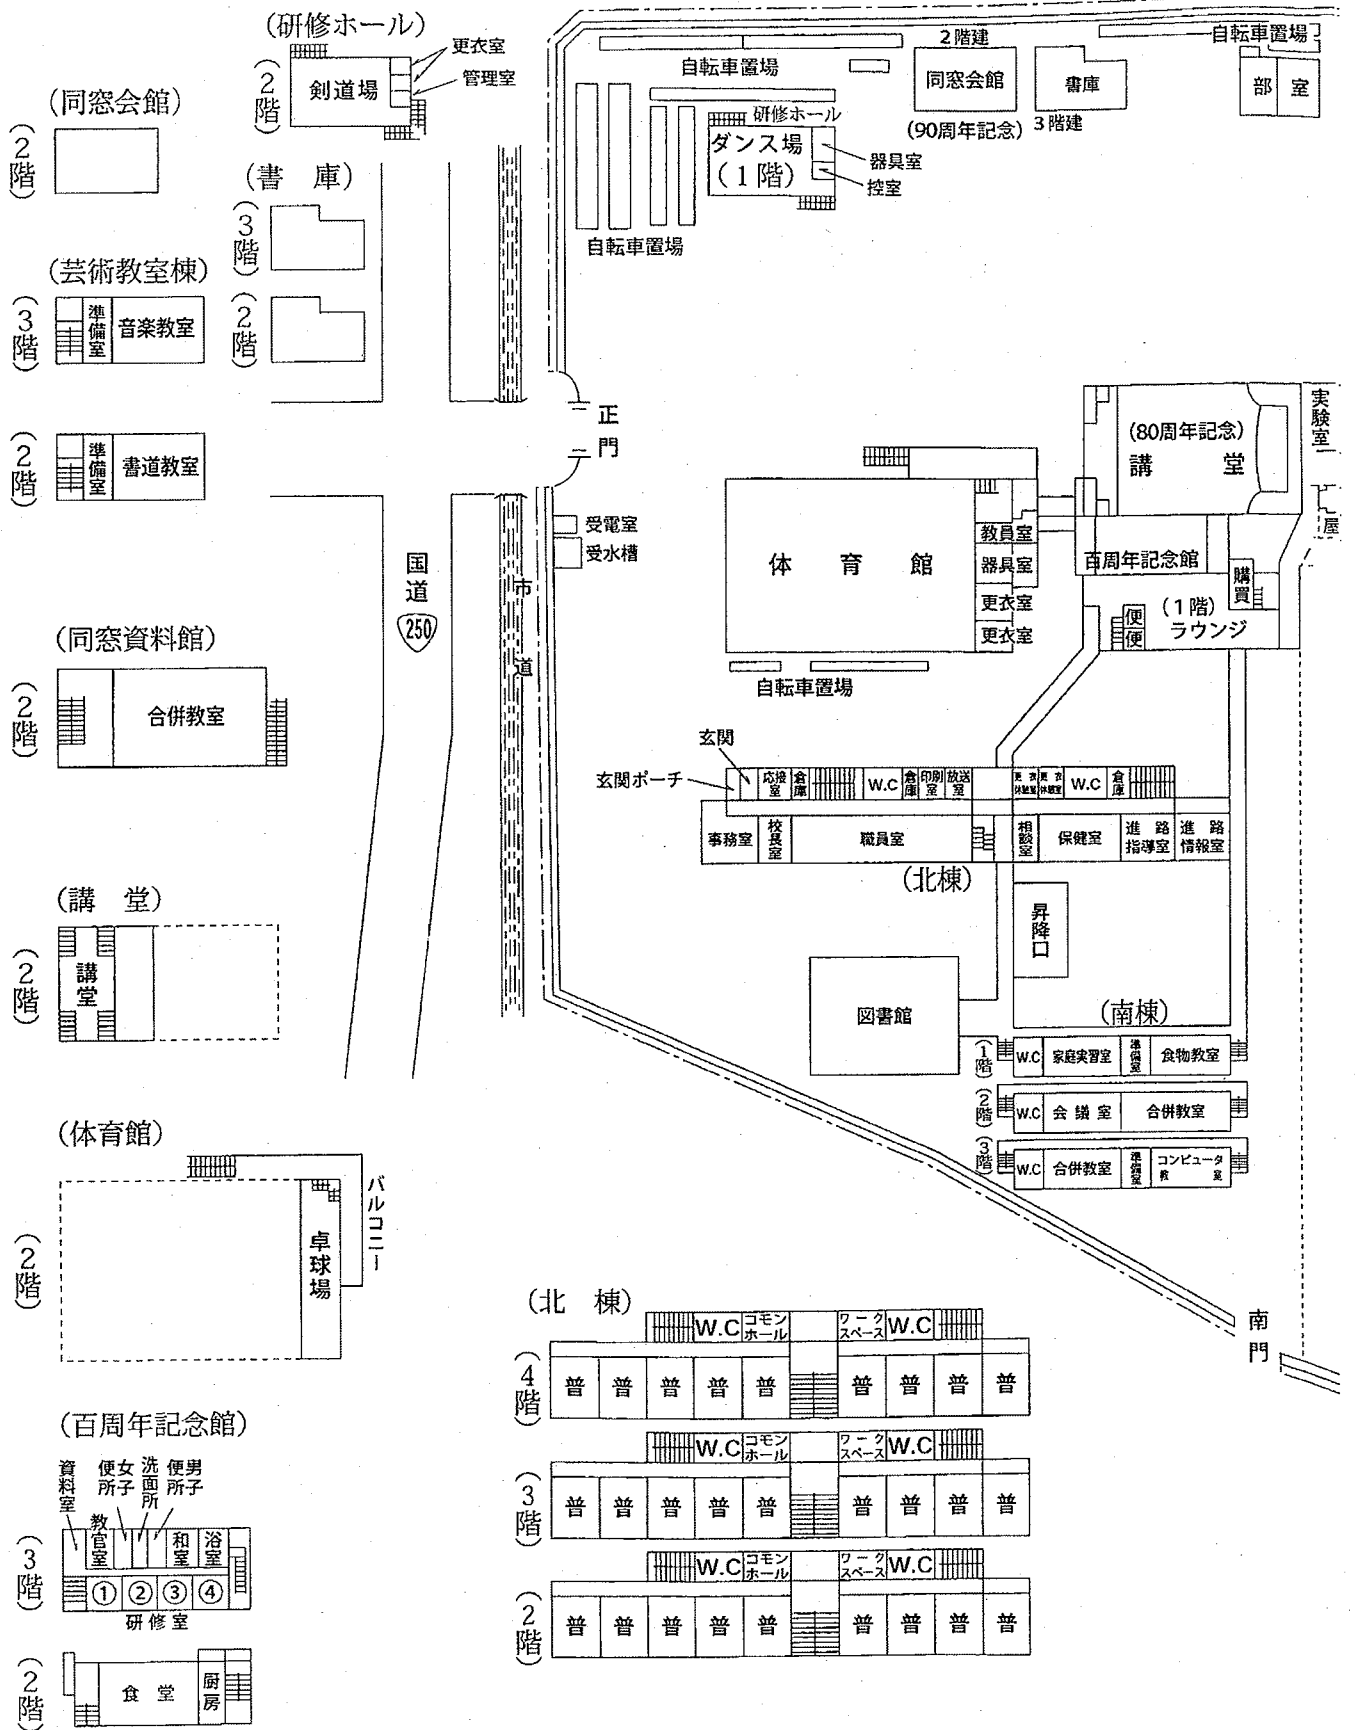 (研修ホール)
(2階)
剣道場
更衣室
管理室
(同窓会館)
(2階)
(書 庫)
(3階)
(2階)
(芸術教室棟)
(3階)
準備室
音楽教室
(2階)
準備室
書道教室
(同窓資料館)
(2階)
合併教室
(講 堂)
(2階)
講堂
(体育館)
(2階)
卓球場
バルコニー
(百周年記念館)
資料室
女子便所
洗面所
男子便所
(3階)
教官室
和室
浴室
① ② ③ ④
研修室
(2階)
食 堂
厨房
国道
250
市道
自転車置場
2階建
同窓会館
(90周年記念)
書庫
3階建
自転車置場
部 室
研修ホール
ダンス場
(1階)
器具室
控室
自転車置場
正門
受電室
受水槽
体 育 館
教員室
器具室
更衣室
更衣室
自転車置場
(80周年記念)
講 堂
実験室
屋
百周年記念館
購買
(1階)
ラウンジ
便
便
玄関
玄関ポーチ
応接室
倉庫
W.C
倉庫
印刷室
放送室
更衣休憩室
更衣休憩室
W.C
倉庫
事務室
校長室
職員室
相談室
保健室
進路指導室
進路情報室
(北棟)
昇降口
図書館
(南棟)
(1階)
W.C 家庭実習室 準備室 食物教室
(2階)
W.C 会議室 合併教室
(3階)
W.C 合併教室 準備室 コンピュータ教室
南門
(北 棟)
(4階)
W.C コモンホール ワークスペース W.C
普 普 普 普 普 普 普 普 普
(3階)
W.C コモンホール ワークスペース W.C
普 普 普 普 普 普 普 普 普
(2階)
W.C コモンホール ワークスペース W.C
普 普 普 普 普 普 普 普 普